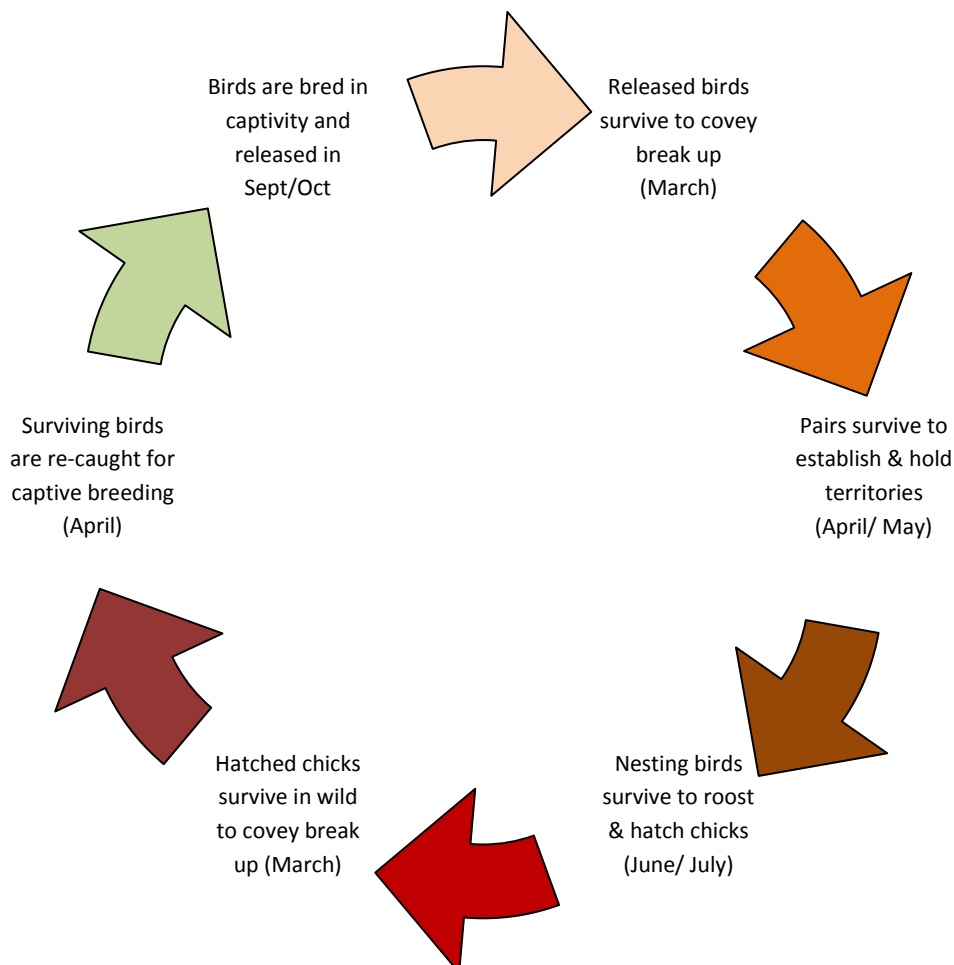 Birds are bred in
captivity and
released in
Sept/Oct
Released birds
survive to covey
break up
(March)
Pairs survive to
establish & hold
territories
(April/ May)
Nesting birds
survive to roost
& hatch chicks
(June/ July)
Hatched chicks
survive in wild
to covey break
up (March)
Surviving birds
are re-caught for
captive breeding
(April)